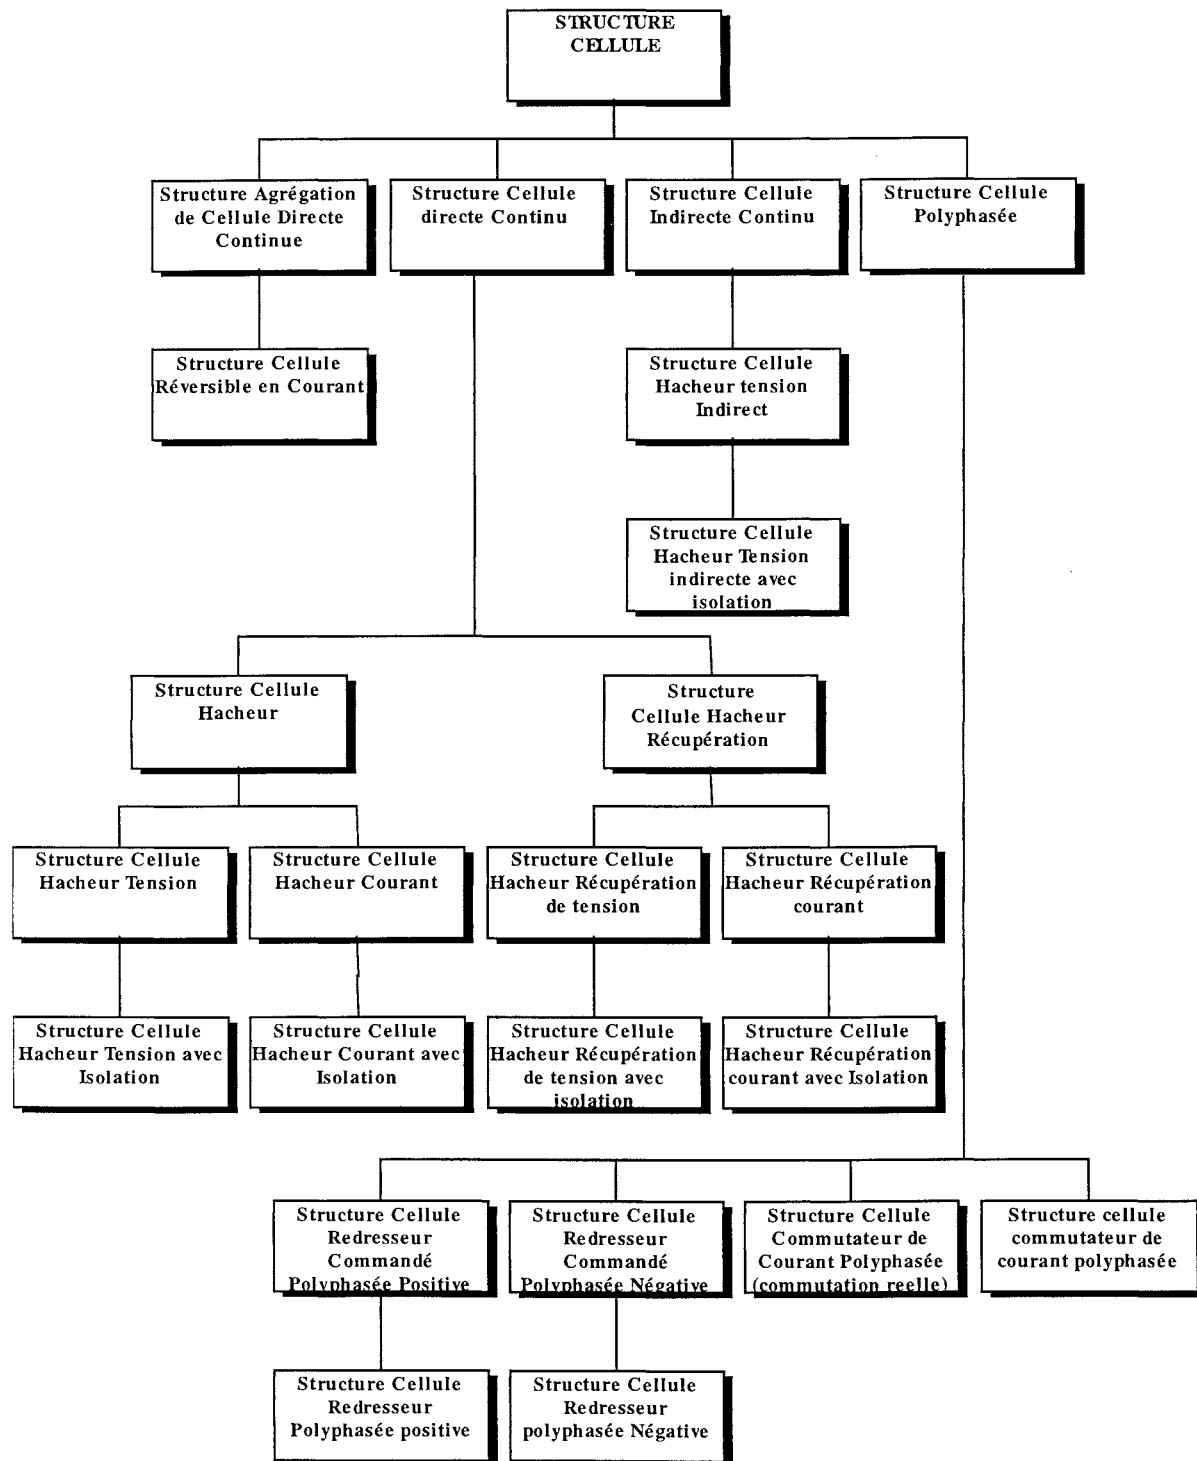 STRUCTURE
CELLULE
Structure Agrégation
de Cellule Directe
Continue
Structure Cellule
directe Continu
Structure Cellule
Indirecte Continu
Structure Cellule
Polyphasée
Structure Cellule
Réversible en Courant
Structure Cellule
Hacheur tension
Indirect
Structure Cellule
Hacheur Tension
indirecte avec
isolation
Structure Cellule
Hacheur
Structure
Cellule Hacheur
Récupération
Structure Cellule
Hacheur Tension
Structure Cellule
Hacheur Courant
Structure Cellule
Hacheur Récupération
de tension
Structure Cellule
Hacheur Récupération
courant
Structure Cellule
Hacheur Tension avec
Isolation
Structure Cellule
Hacheur Courant avec
Isolation
Structure Cellule
Hacheur Récupération
de tension avec
isolation
Structure Cellule
Hacheur Récupération
courant avec Isolation
Structure Cellule
Redresseur
Commandé
Polyphasée Positive
Structure Cellule
Redresseur
Commandé
Polyphasée Négative
Structure Cellule
Commutateur de
Courant Polyphasée
(commutation reelle)
Structure cellule
commutateur de
courant polyphasée
Structure Cellule
Redresseur
Polyphasée positive
Structure Cellule
Redresseur
polyphasée Négative